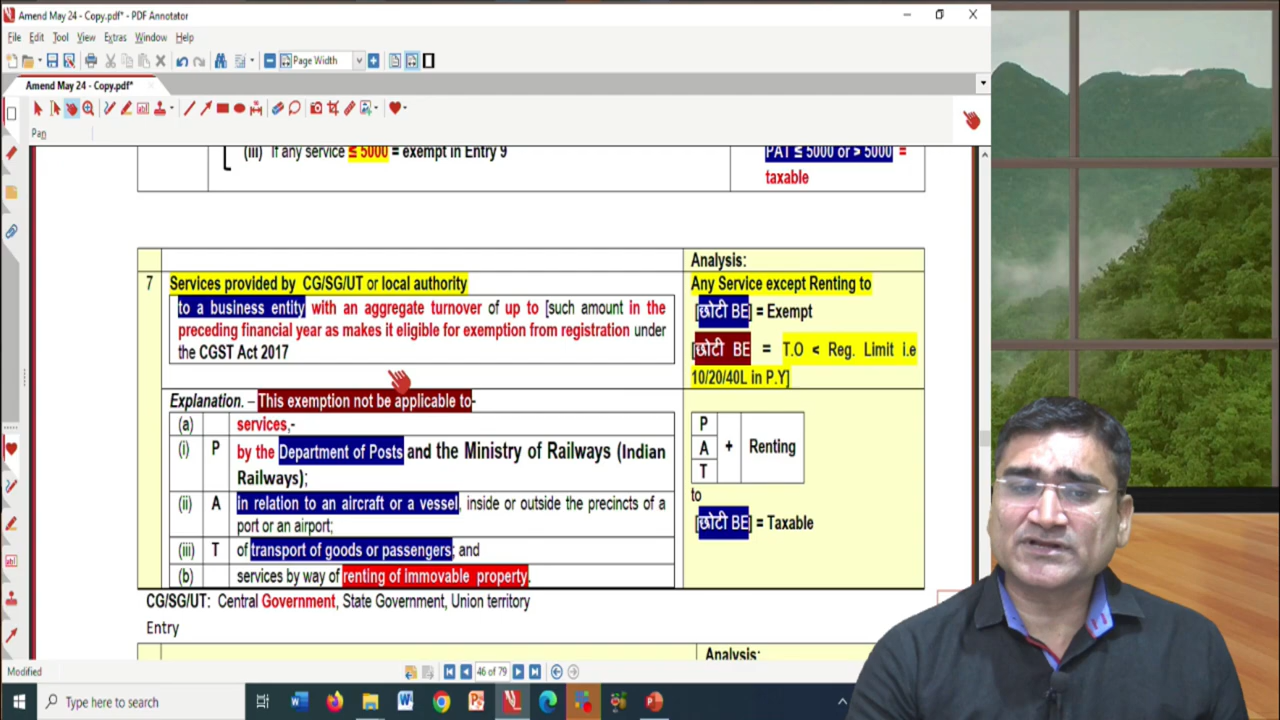 Amend May 24 - Copy.pdf* - PDF Annotator
File Edit Tool View Extras Window Help
Page Width
Amend May 24 - Copy.pdf*
Pan
(iii) If any service ≤ 5000 = exempt in Entry 9
PAT ≤ 5000 or > 5000 =
taxable
Analysis:
7 Services provided by CG/SG/UT or local authority
to a business entity with an aggregate turnover of up to [such amount in the
preceding financial year as makes it eligible for exemption from registration under
the CGST Act 2017
Any Service except Renting to
[छोटी BE] = Exempt
[छोटी BE = T.O < Reg. Limit i.e
10/20/40L in P.Y]
Explanation. – This exemption not be applicable to-
(a) services,-
(i) P by the Department of Posts and the Ministry of Railways (Indian
Railways);
(ii) A in relation to an aircraft or a vessel, inside or outside the precincts of a
port or an airport;
(iii) T of transport of goods or passengers; and
(b) services by way of renting of immovable property.
P
A + Renting
T
to
[छोटी BE] = Taxable
CG/SG/UT: Central Government, State Government, Union territory
Entry
Analysis:
Modified
46 of 79
Type here to search